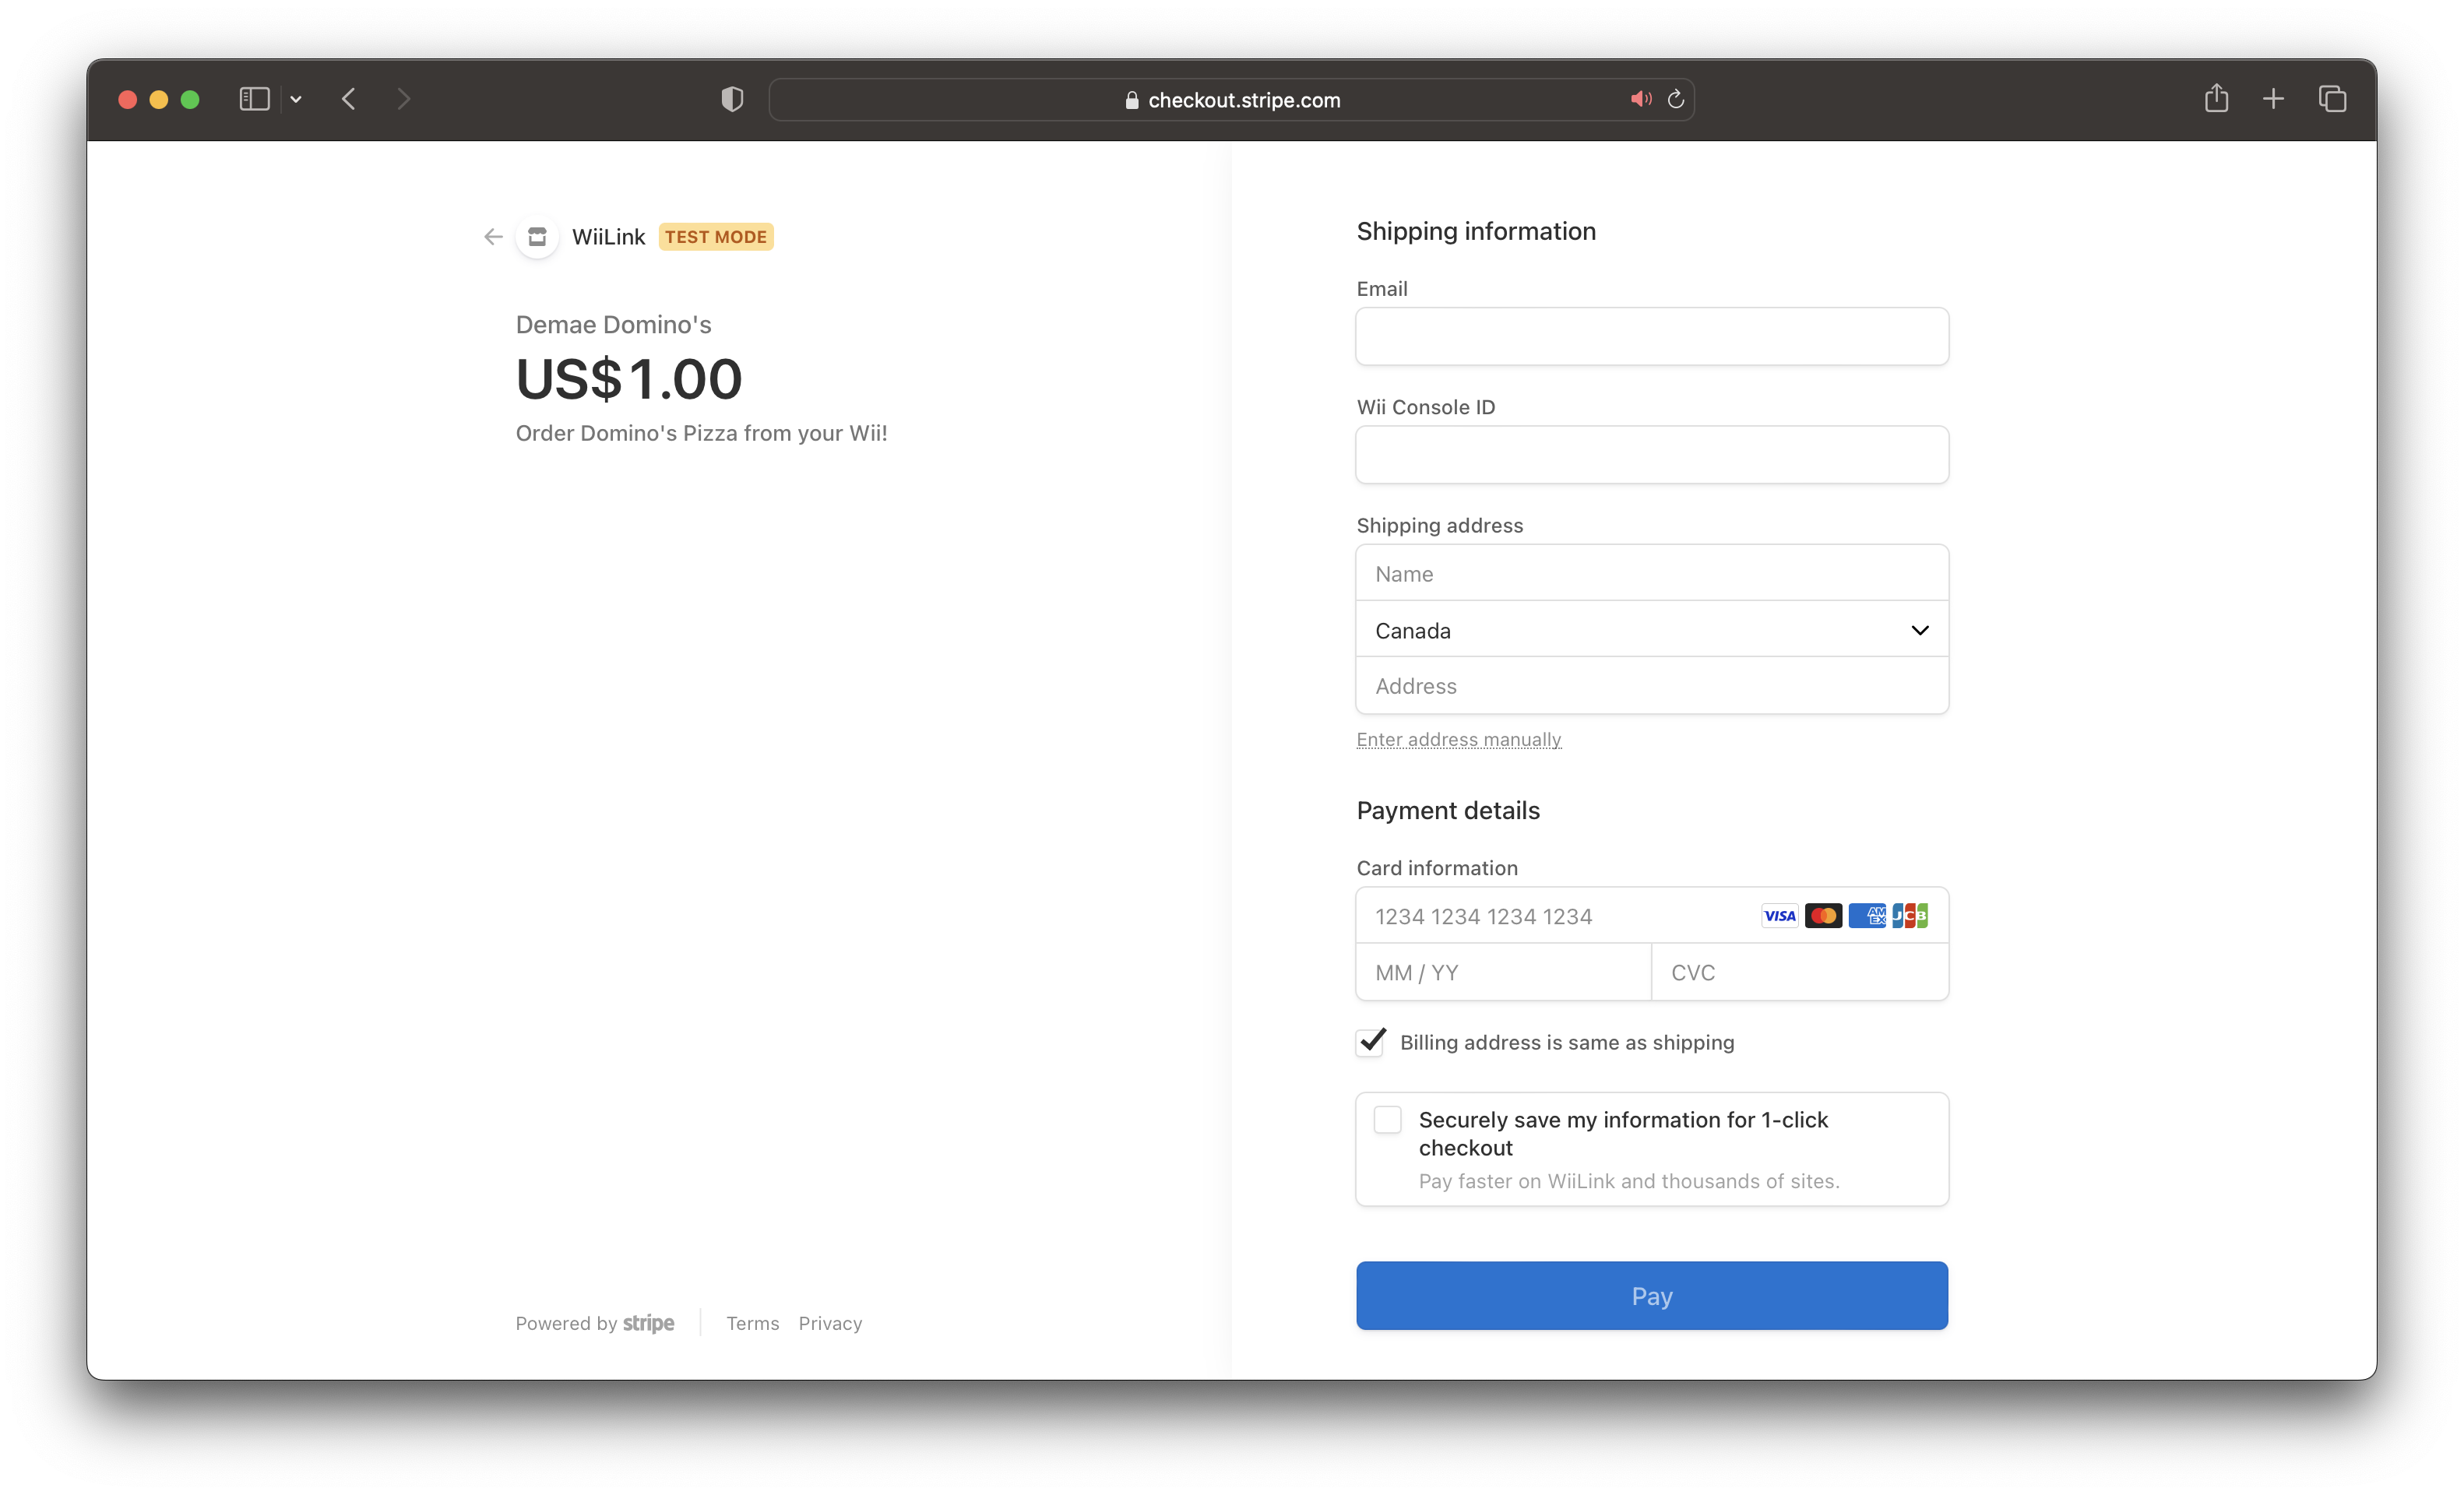 checkout.stripe.com
WiiLink TEST MODE
Demae Domino's
US$1.00
Order Domino's Pizza from your Wii!
Powered by stripe
Terms Privacy
Shipping information
Email
Wii Console ID
Shipping address
Name
Canada
Address
Enter address manually
Payment details
Card information
1234 1234 1234 1234 VISA AMEX JCB
MM / YY CVC
Billing address is same as shipping
Securely save my information for 1-click
checkout
Pay faster on WiiLink and thousands of sites.
Pay